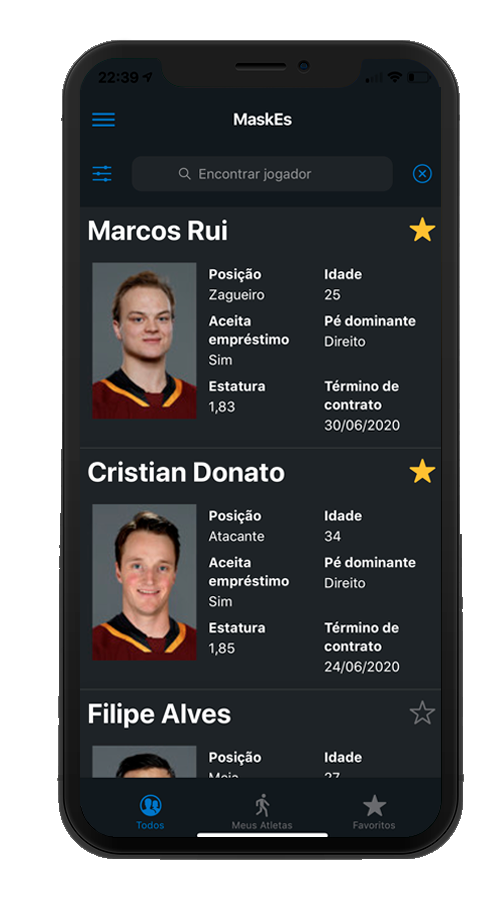 22:39
MaskEs
Encontrar jogador
Marcos Rui
Posição
Zagueiro
Idade
25
Aceita
empréstimo
Sim
Pé dominante
Direito
Estatura
1,83
Término de
contrato
30/06/2020
Cristian Donato
Posição
Atacante
Idade
34
Aceita
empréstimo
Sim
Pé dominante
Direito
Estatura
1,85
Término de
contrato
24/06/2020
Filipe Alves
Posição
Meia
Idade
27
Todos
Meus Atletas
Favoritos